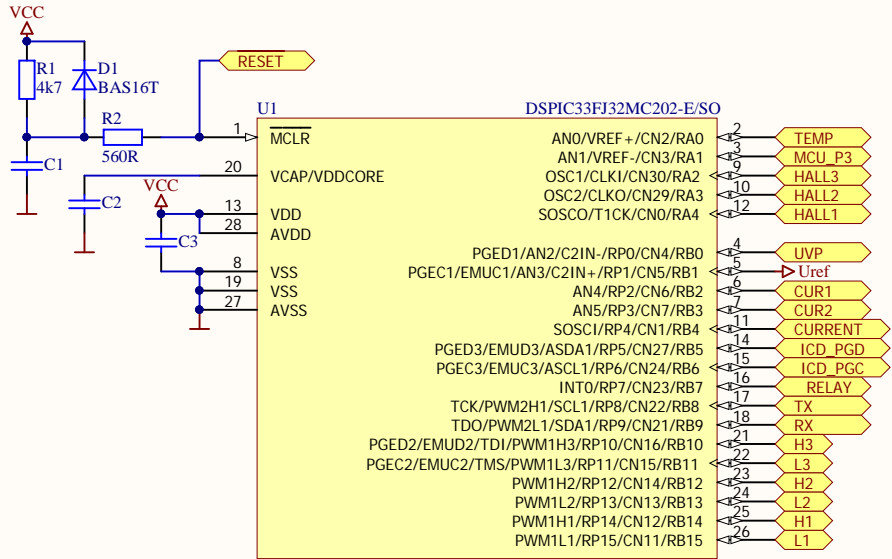 VCC
R1
4k7
D1
BAS16T
RESET
R2
560R
C1
C2
VCC
C3
U1
DSPIC33FJ32MC202-E/SO
1 MCLR
20 VCAP/VDDCORE
13 VDD
28 AVDD
8 VSS
19 VSS
27 AVSS
AN0/VREF+/CN2/RA0 2 TEMP
AN1/VREF-/CN3/RA1 3 MCU_P3
OSC1/CLKI/CN30/RA2 9 HALL3
OSC2/CLKO/CN29/RA3 10 HALL2
SOSCO/T1CK/CN0/RA4 12 HALL1
PGED1/AN2/C2IN-/RP0/CN4/RB0 4 UVP
PGEC1/EMUC1/AN3/C2IN+/RP1/CN5/RB1 5 Uref
AN4/RP2/CN6/RB2 6 CUR1
AN5/RP3/CN7/RB3 7 CUR2
SOSCI/RP4/CN1/RB4 11 CURRENT
PGED3/EMUD3/ASDA1/RP5/CN27/RB5 14 ICD_PGD
PGEC3/EMUC3/ASCL1/RP6/CN24/RB6 15 ICD_PGC
INT0/RP7/CN23/RB7 16 RELAY
TCK/PWM2H1/SCL1/RP8/CN22/RB8 17 TX
TDO/PWM2L1/SDA1/RP9/CN21/RB9 18 RX
PGED2/EMUD2/TDI/PWM1H3/RP10/CN16/RB10 21 H3
PGEC2/EMUC2/TMS/PWM1L3/RP11/CN15/RB11 22 L3
PWM1H2/RP12/CN14/RB12 23 H2
PWM1L2/RP13/CN13/RB13 24 L2
PWM1H1/RP14/CN12/RB14 25 H1
PWM1L1/RP15/CN11/RB15 26 L1